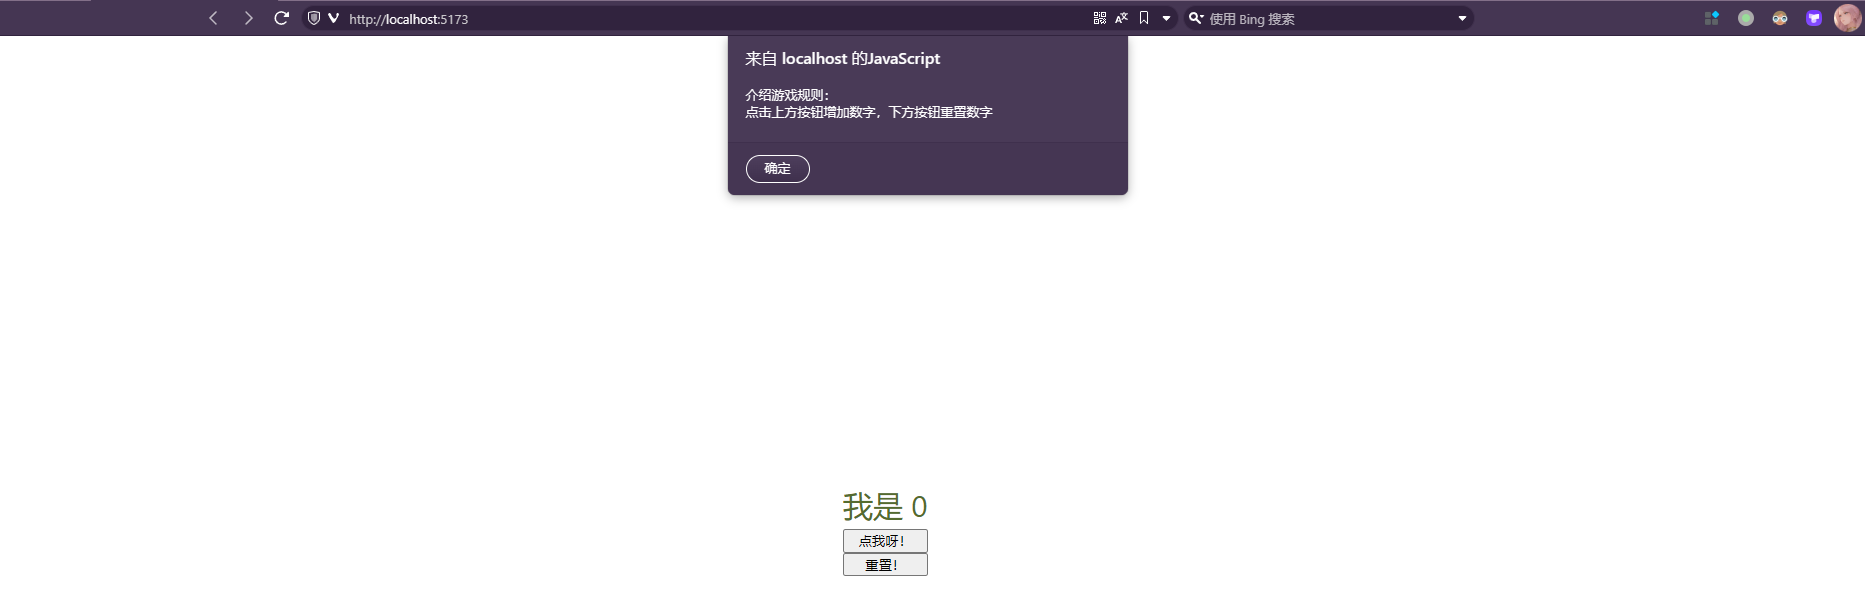 http://localhost:5173
使用 Bing 搜索
来自 localhost 的JavaScript
介绍游戏规则：
点击上方按钮增加数字，下方按钮重置数字
确定
我是 0
点我呀！
重置！